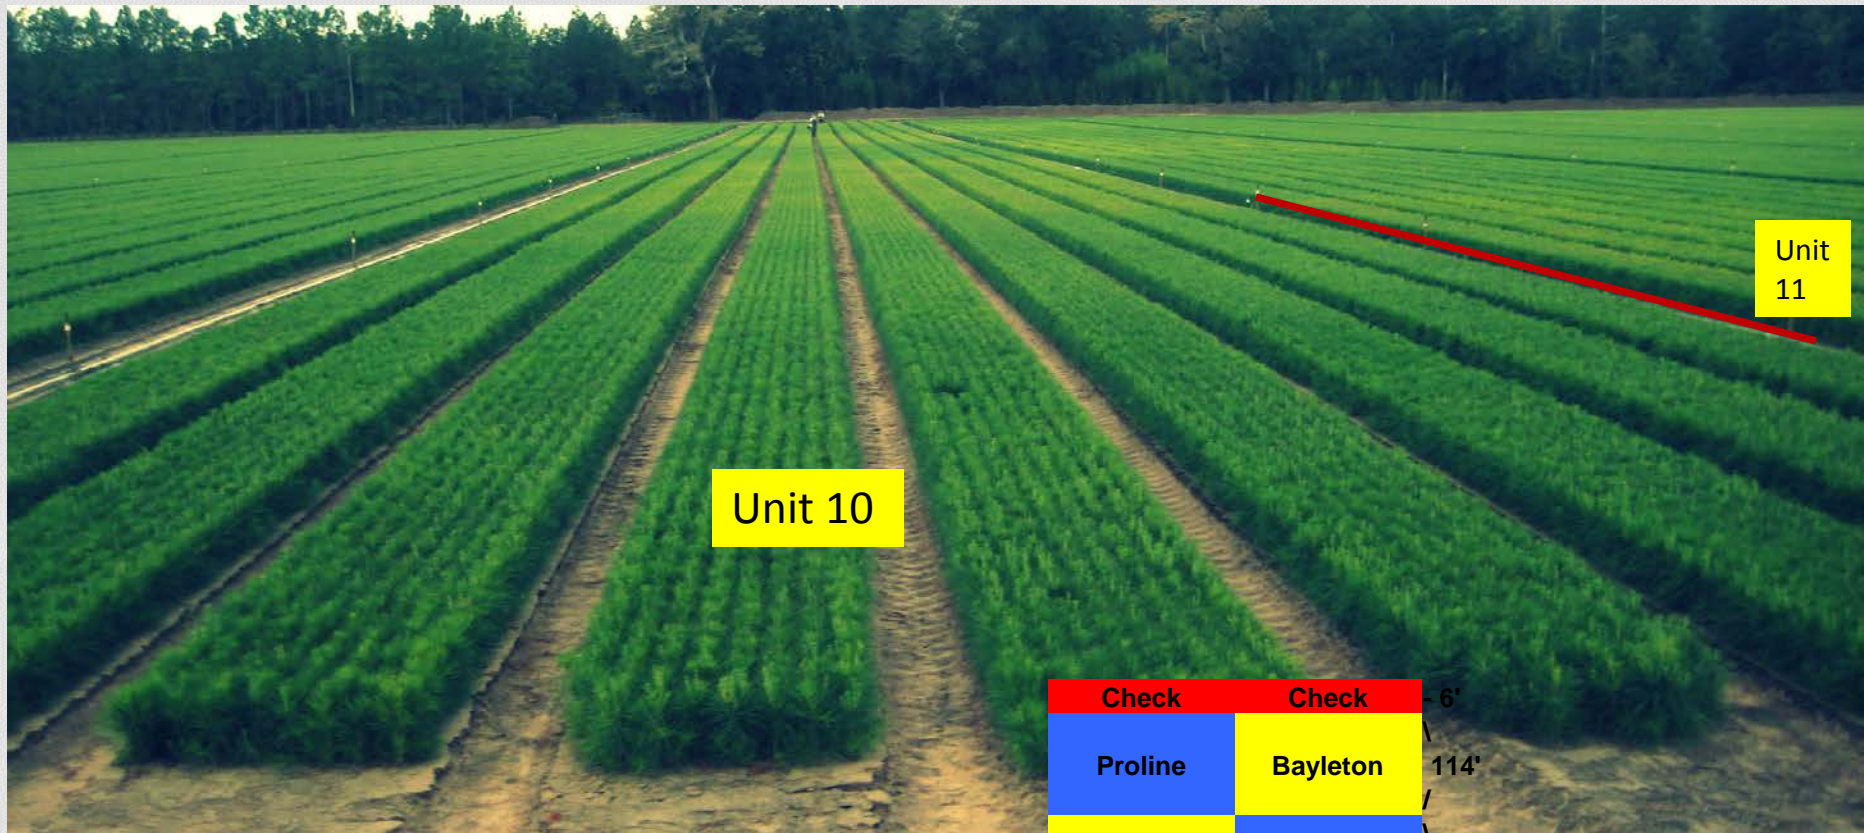 Unit
11
Unit 10
Check Check - 6'
\
Proline Bayleton 114'
/
\